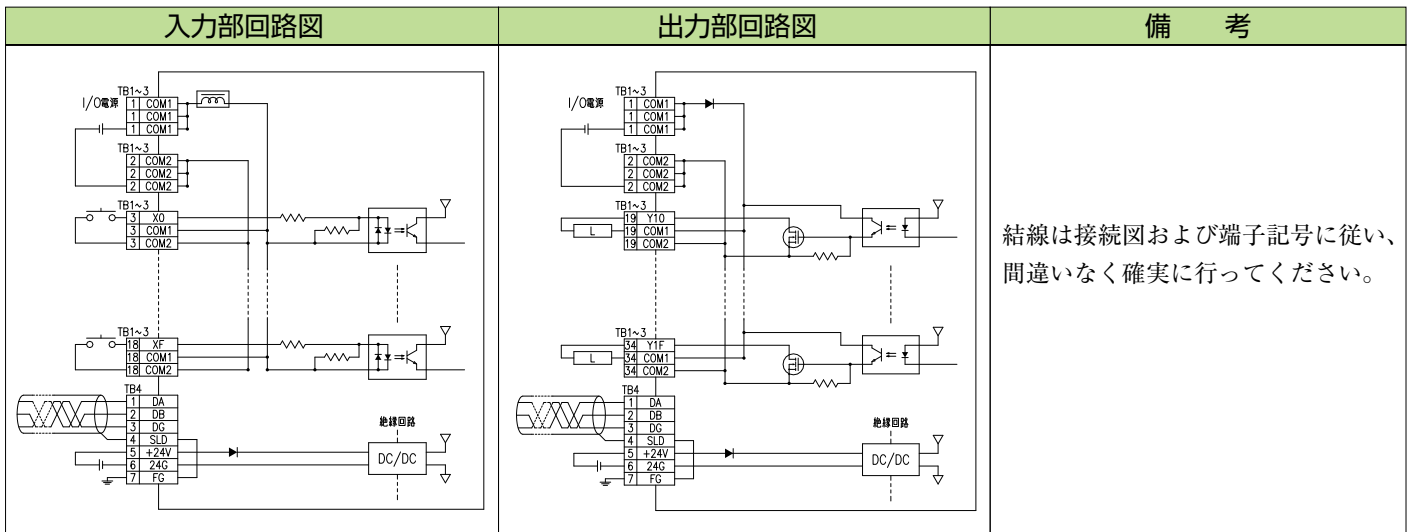 入力部回路図
出力部回路図
備 考
TB1~3
I/O電源
1 COM1
1 COM1
1 COM1
TB1~3
2 COM2
2 COM2
2 COM2
TB1~3
3 X0
3 COM1
3 COM2
TB1~3
18 XF
18 COM1
18 COM2
TB4
1 DA
2 DB
3 DG
4 SLD
5 +24V
6 24G
7 FG
絶縁回路
DC/DC
TB1~3
I/O電源
1 COM1
1 COM1
1 COM1
TB1~3
2 COM2
2 COM2
2 COM2
TB1~3
19 Y10
L
19 COM1
19 COM2
TB1~3
34 Y1F
L
34 COM1
34 COM2
TB4
1 DA
2 DB
3 DG
4 SLD
5 +24V
6 24G
7 FG
絶縁回路
DC/DC
結線は接続図および端子記号に従い、
間違いなく確実に行ってください。